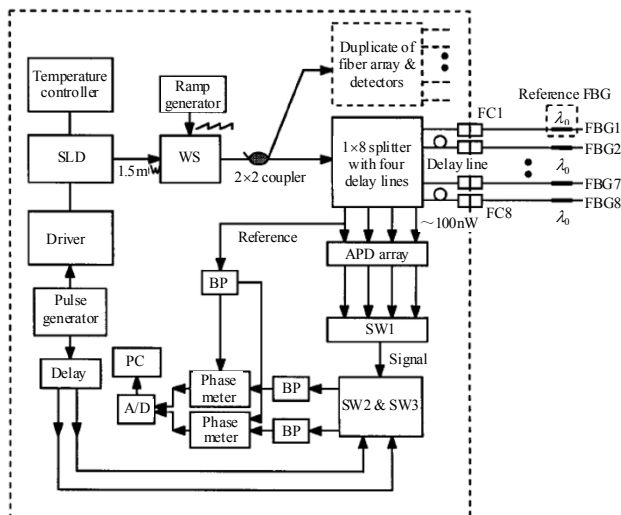 Temperature
controller
Ramp
generator
Duplicate of
fiber array &
detectors
Reference FBG
FC1
λ0
FBG1
SLD
1.5mW
WS
2×2 coupler
1×8 splitter
with four
delay lines
Delay line
FBG2
λ0
FBG7
λ0
FBG8
FC8
λ0
~100nW
Driver
Reference
BP
APD array
Pulse
generator
SW1
Signal
Delay
PC
A/D
Phase
meter
BP
Phase
meter
BP
SW2 & SW3